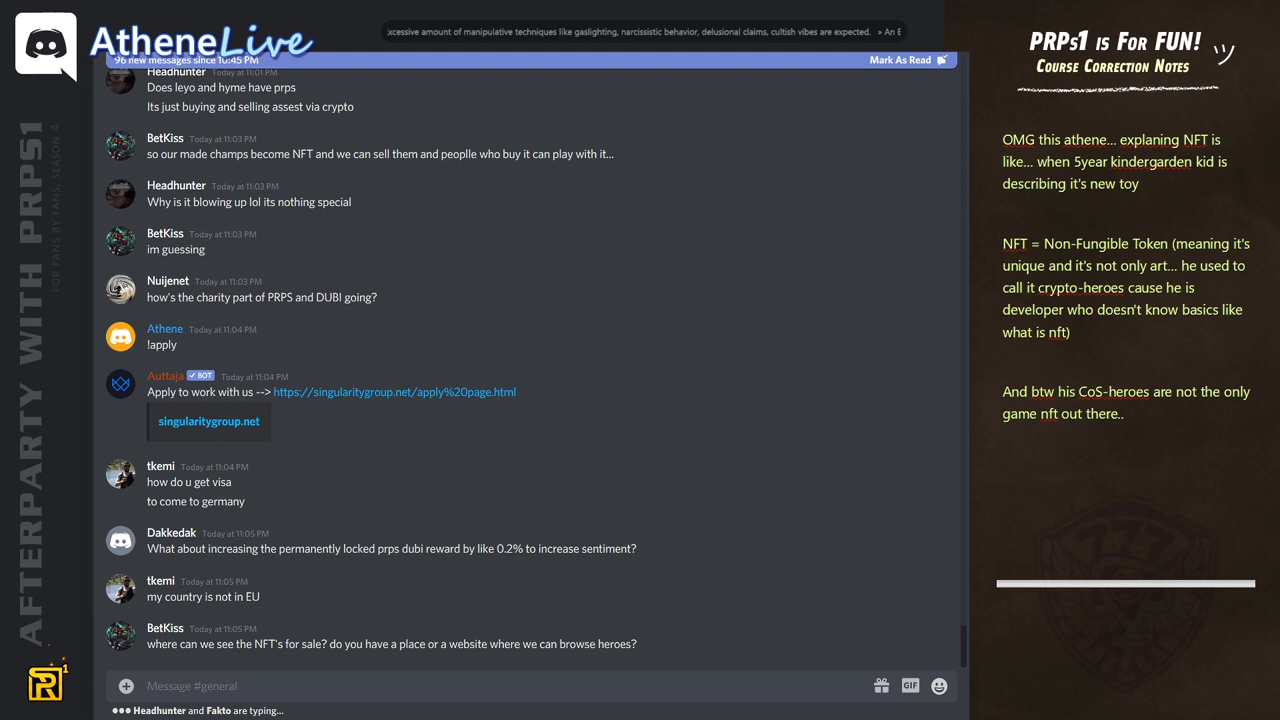 AtheneLive
xcessive amount of manipulative techniques like gaslighting, narcissistic behavior, delusional claims, cultish vibes are expected. » An E
96 new messages since 10:45 PM
Mark As Read
Headhunter Today at 11:01 PM
Does leyo and hyme have prps
Its just buying and selling assest via crypto
BetKiss Today at 11:03 PM
so our made champs become NFT and we can sell them and peoplle who buy it can play with it...
Headhunter Today at 11:03 PM
Why is it blowing up lol its nothing special
BetKiss Today at 11:03 PM
im guessing
Nuijenet Today at 11:03 PM
how's the charity part of PRPS and DUBI going?
Athene Today at 11:04 PM
!apply
Auttaja BOT Today at 11:04 PM
Apply to work with us --> https://singularitygroup.net/apply%20page.html
singularitygroup.net
tkemi Today at 11:04 PM
how do u get visa
to come to germany
Dakkedak Today at 11:05 PM
What about increasing the permanently locked prps dubi reward by like 0.2% to increase sentiment?
tkemi Today at 11:05 PM
my country is not in EU
BetKiss Today at 11:05 PM
where can we see the NFT's for sale? do you have a place or a website where we can browse heroes?
Message #general
GIF
Headhunter and Fakto are typing...
AFTERPARTY WITH PRPS1
FOR FANS BY FANS, SEASON 4
PRPs1 is For FUN!
Course Correction Notes
OMG this athene... explaning NFT is
like... when 5year kindergarden kid is
describing it's new toy
NFT = Non-Fungible Token (meaning it's
unique and it's not only art... he used to
call it crypto-heroes cause he is
developer who doesn't know basics like
what is nft)
And btw his CoS-heroes are not the only
game nft out there..